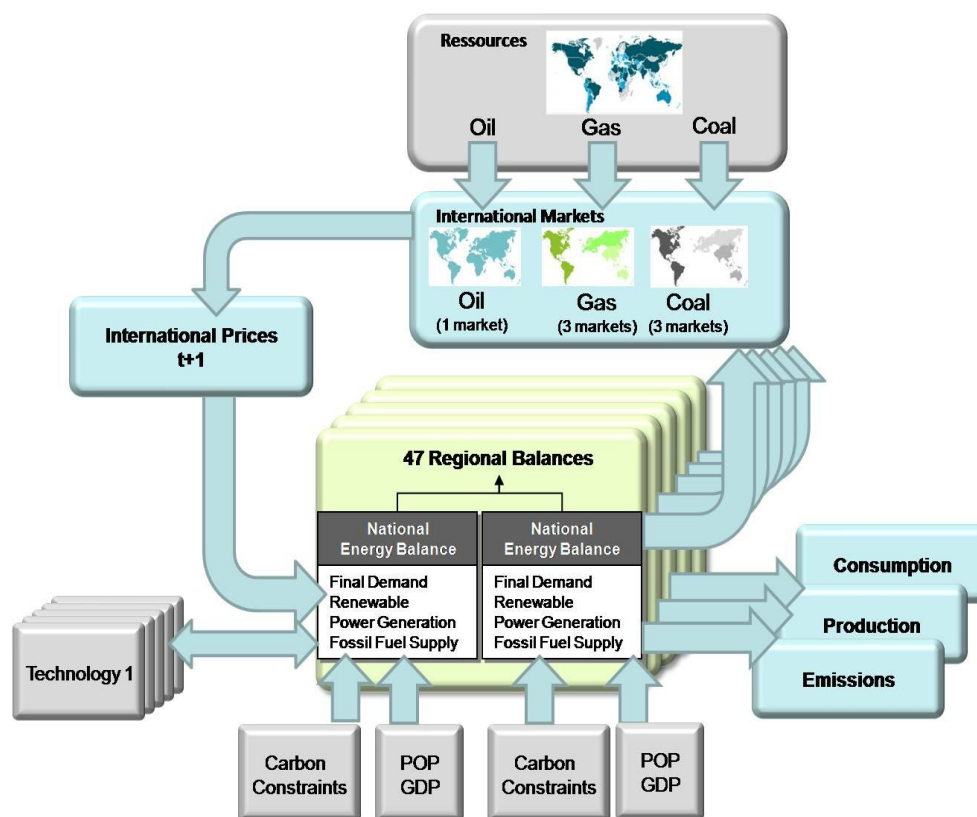 Ressources
Oil
Gas
Coal
International Markets
Oil
(1 market)
Gas
(3 markets)
Coal
(3 markets)
International Prices
t+1
47 Regional Balances
National
Energy Balance
National
Energy Balance
Final Demand
Renewable
Power Generation
Fossil Fuel Supply
Final Demand
Renewable
Power Generation
Fossil Fuel Supply
Consumption
Production
Emissions
Technology 1
Carbon
Constraints
POP
GDP
Carbon
Constraints
POP
GDP